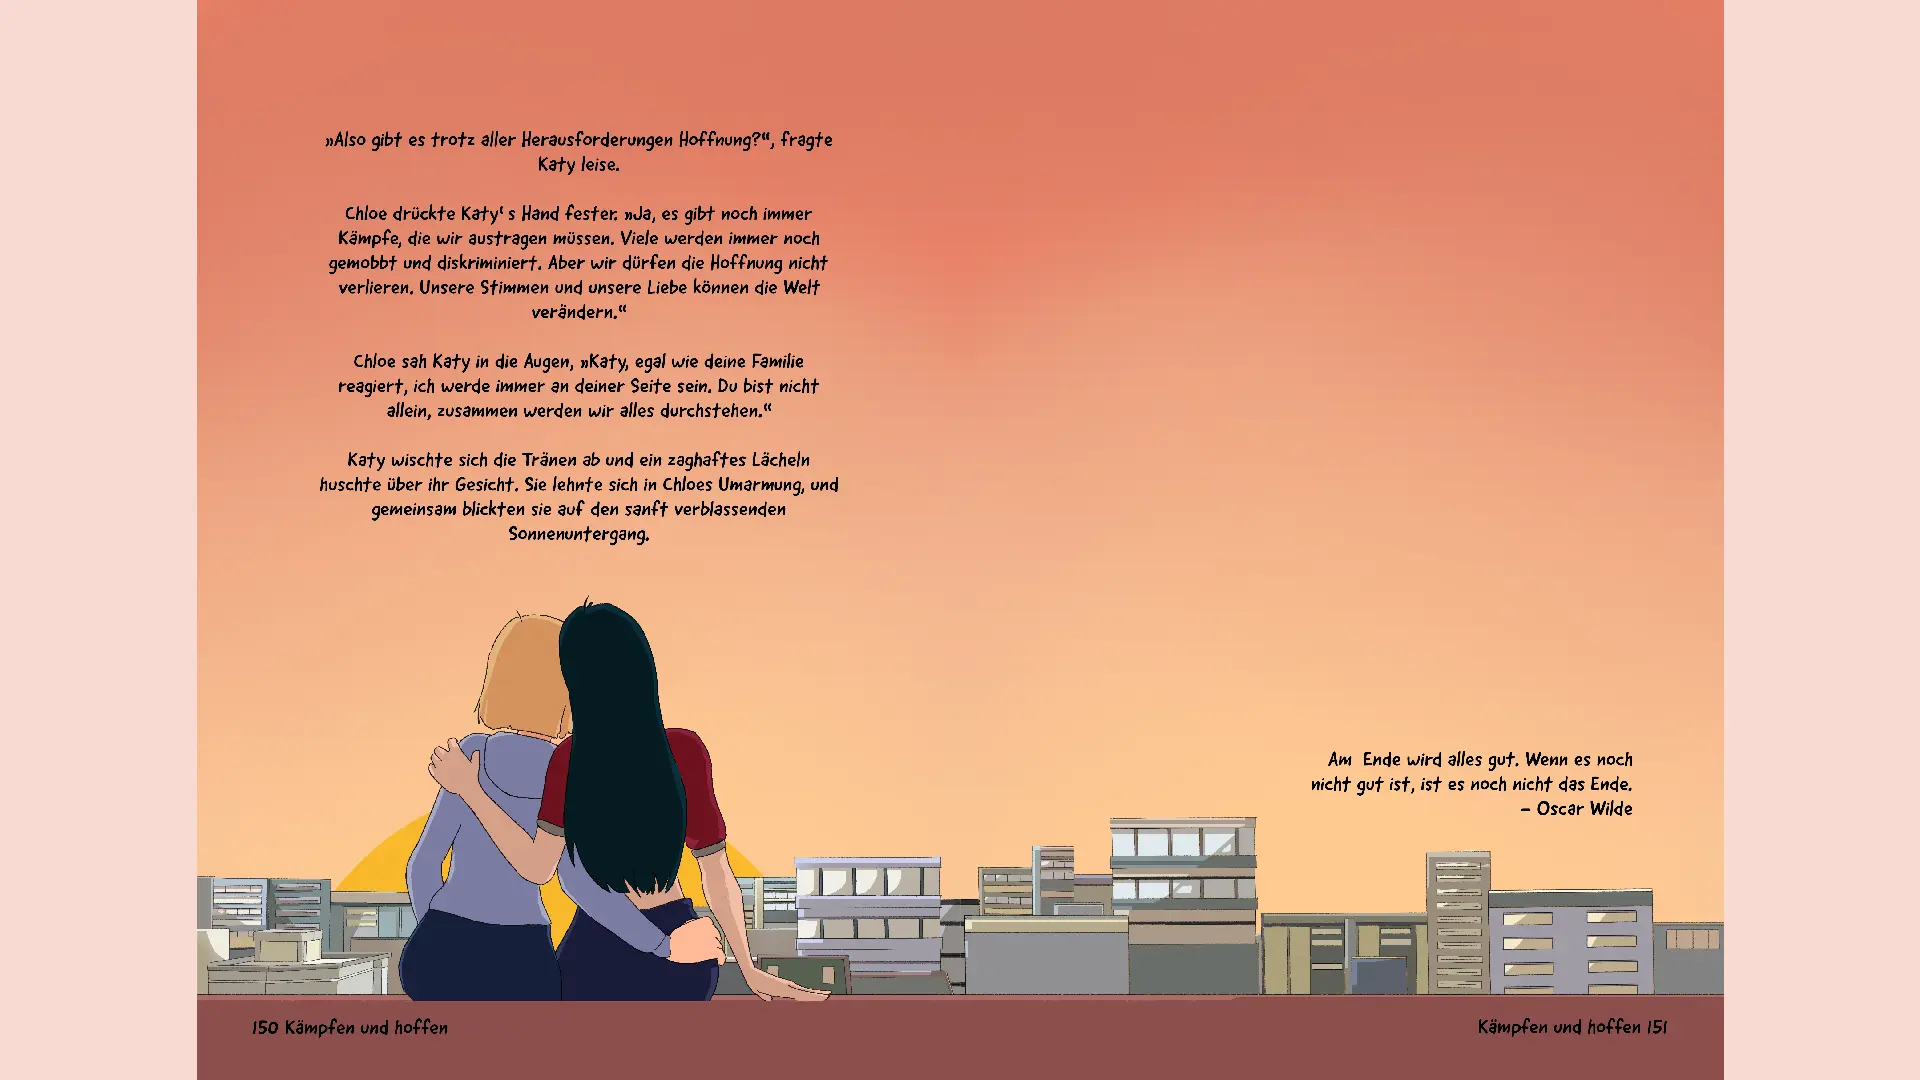 »Also gibt es trotz aller Herausforderungen Hoffnung?“, fragte
Katy leise.
Chloe drückte Katy‘ s Hand fester. »Ja, es gibt noch immer
Kämpfe, die wir austragen müssen. Viele werden immer noch
gemobbt und diskriminiert. Aber wir dürfen die Hoffnung nicht
verlieren. Unsere Stimmen und unsere Liebe können die Welt
verändern.“
Chloe sah Katy in die Augen, »Katy, egal wie deine Familie
reagiert, ich werde immer an deiner Seite sein. Du bist nicht
allein, zusammen werden wir alles durchstehen.“
Katy wischte sich die Tränen ab und ein zaghaftes Lächeln
huschte über ihr Gesicht. Sie lehnte sich in Chloes Umarmung, und
gemeinsam blickten sie auf den sanft verblassenden
Sonnenuntergang.
Am Ende wird alles gut. Wenn es noch
nicht gut ist, ist es noch nicht das Ende.
– Oscar Wilde
150 Kämpfen und hoffen
Kämpfen und hoffen 151